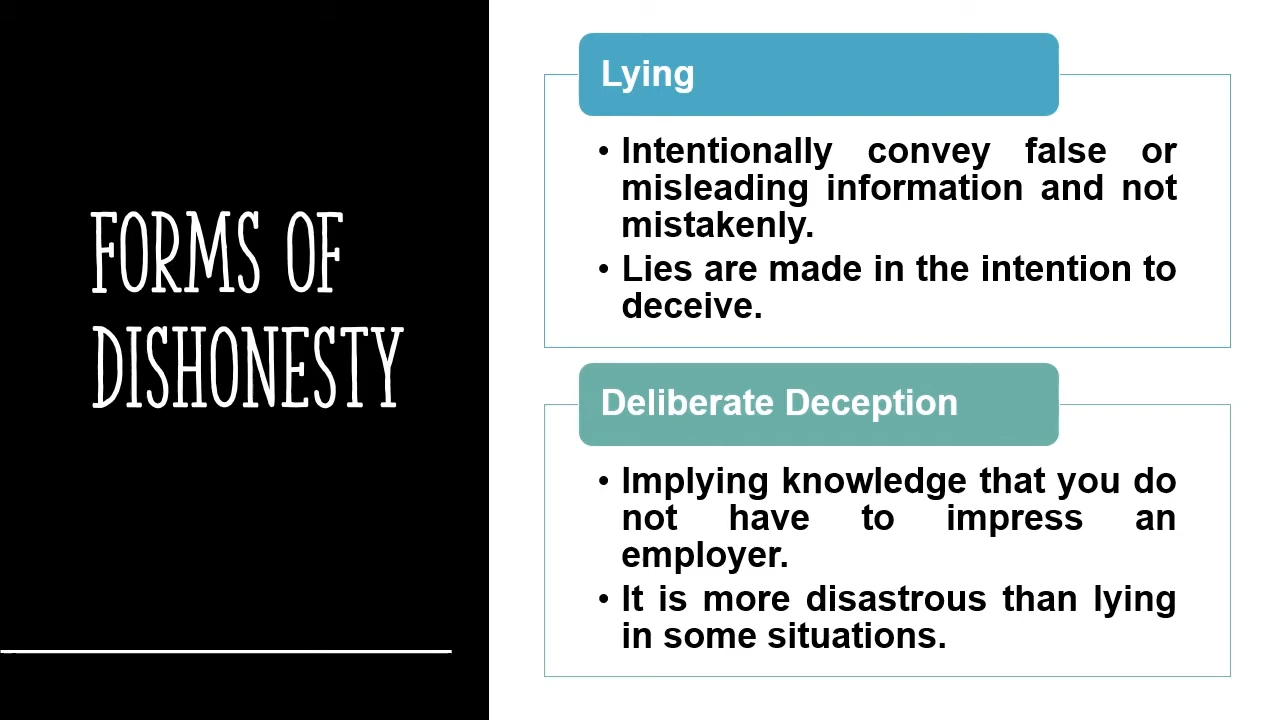 FORMS OF
DISHONESTY
Lying
• Intentionally convey false or
misleading information and not
mistakenly.
• Lies are made in the intention to
deceive.
Deliberate Deception
• Implying knowledge that you do
not have to impress an
employer.
• It is more disastrous than lying
in some situations.